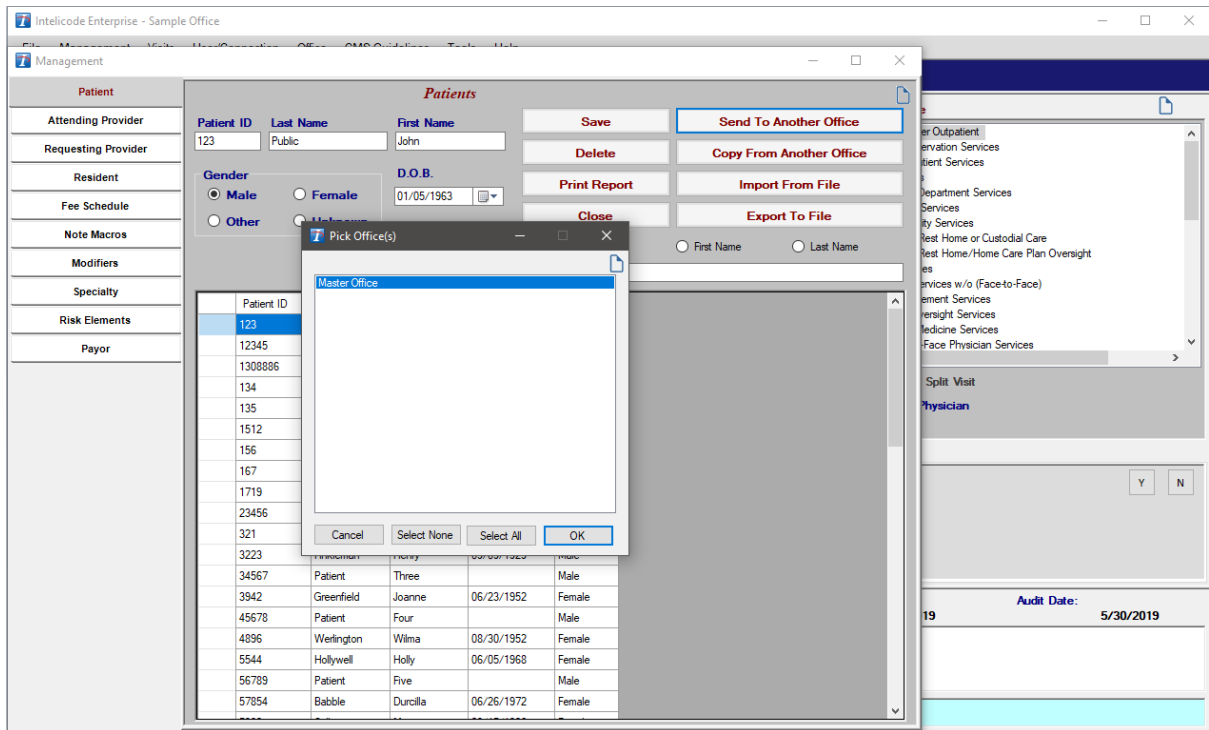 Intelicode Enterprise - Sample Office
Management
Patient
Attending Provider
Requesting Provider
Resident
Fee Schedule
Note Macros
Modifiers
Specialty
Risk Elements
Payor
Patients
Patient ID Last Name First Name
123 Public John
Gender D.O.B.
Male Female 01/05/1963
Other
Save Send To Another Office
Delete Copy From Another Office
Print Report Import From File
Close Export To File
First Name Last Name
Pick Office(s)
Master Office
Cancel Select None Select All OK
Patient ID
123
12345
1308886
134
135
1512
156
167
1719
23456
321
3223 Henry Male
34567 Patient Three Male
3942 Greenfield Joanne 06/23/1952 Female
45678 Patient Four Male
4896 Werlington Wilma 08/30/1952 Female
5544 Hollywell Holly 06/05/1968 Female
56789 Patient Five Male
57854 Babble Durcilla 06/26/1972 Female
er Outpatient
ervation Services
tient Services
s
Department Services
Services
ity Services
Rest Home or Custodial Care
Rest Home/Home Care Plan Oversight
es
ervices w/o (Face-to-Face)
ement Services
versight Services
Medicine Services
-Face Physician Services
Split Visit
Physician
Y N
Audit Date:
19 5/30/2019